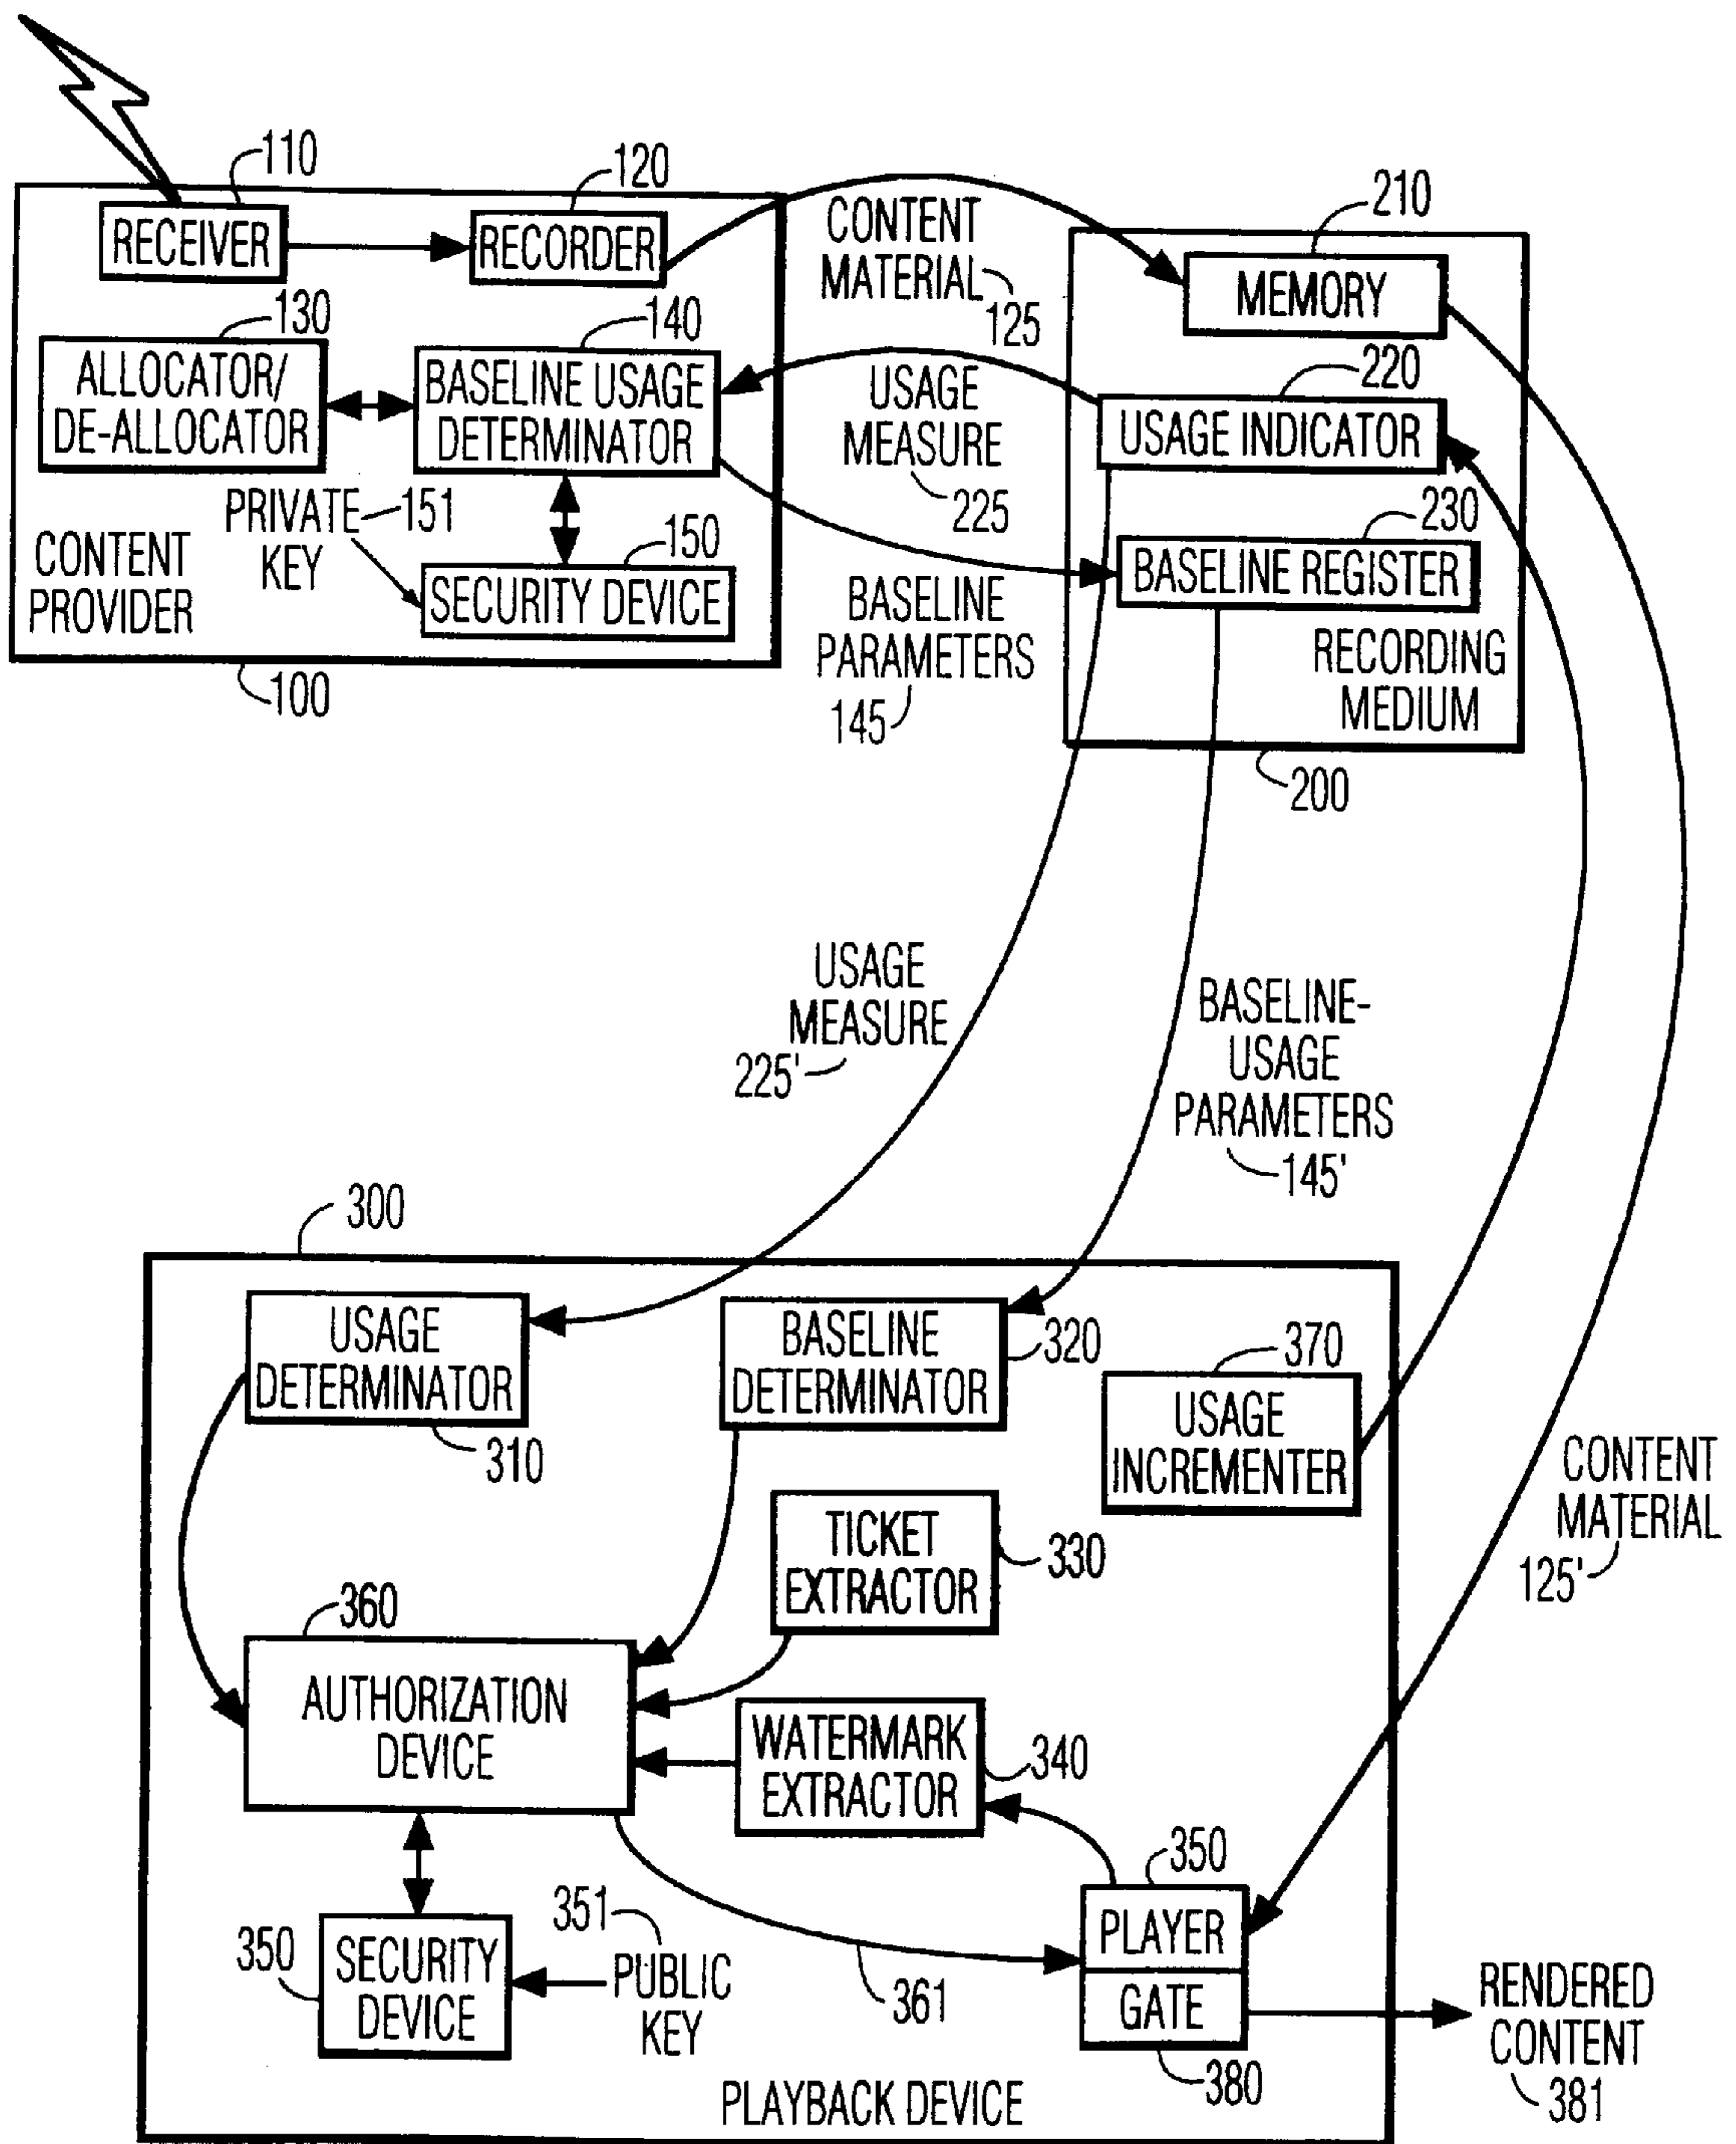 110
120
210
RECEIVER
RECORDER
CONTENT
MATERIAL
125
MEMORY
130
140
220
ALLOCATOR/
DE-ALLOCATOR
BASELINE USAGE
DETERMINATOR
USAGE
MEASURE
225
USAGE INDICATOR
PRIVATE
KEY
151
150
230
CONTENT
PROVIDER
SECURITY DEVICE
BASELINE REGISTER
BASELINE
PARAMETERS
145
RECORDING
MEDIUM
100
200
USAGE
MEASURE
225'
BASELINE-
USAGE
PARAMETERS
145'
300
USAGE
DETERMINATOR
310
BASELINE
DETERMINATOR
320
370
USAGE
INCREMENTER
CONTENT
MATERIAL
125'
TICKET
EXTRACTOR
330
360
AUTHORIZATION
DEVICE
WATERMARK
EXTRACTOR
340
350
PLAYER
GATE
380
350
SECURITY
DEVICE
351
PUBLIC
KEY
361
RENDERED
CONTENT
381
PLAYBACK DEVICE